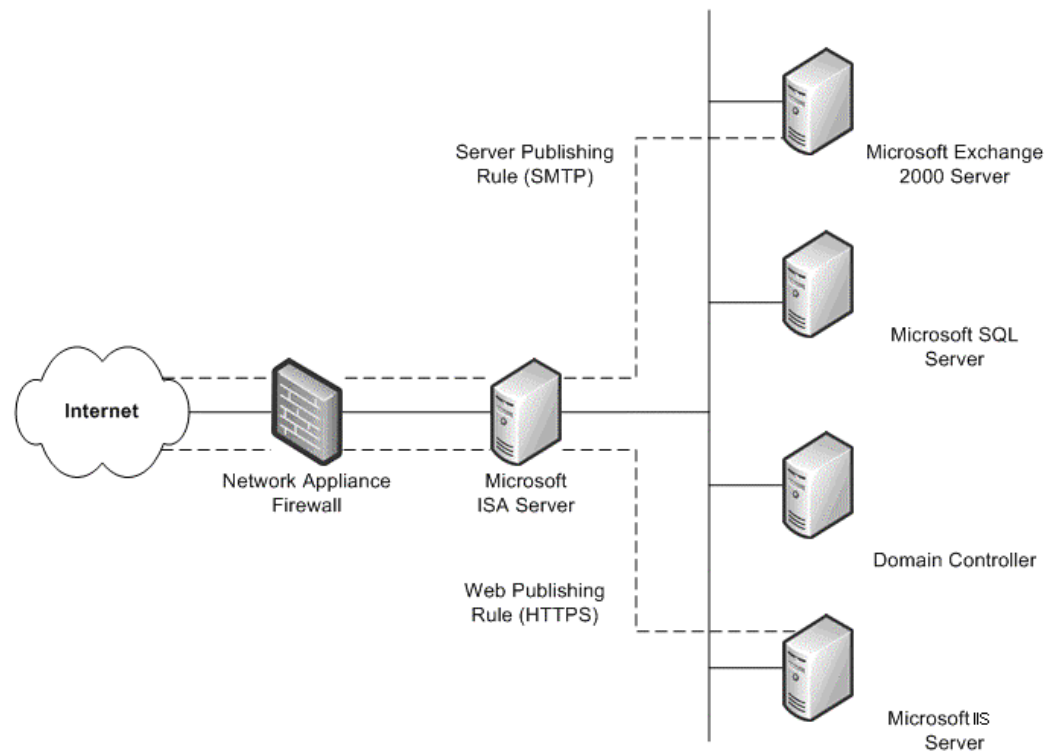 Server Publishing
Rule (SMTP)
Microsoft Exchange
2000 Server
Microsoft SQL
Server
Internet
Network Appliance
Firewall
Microsoft
ISA Server
Domain Controller
Web Publishing
Rule (HTTPS)
Microsoft IIS
Server